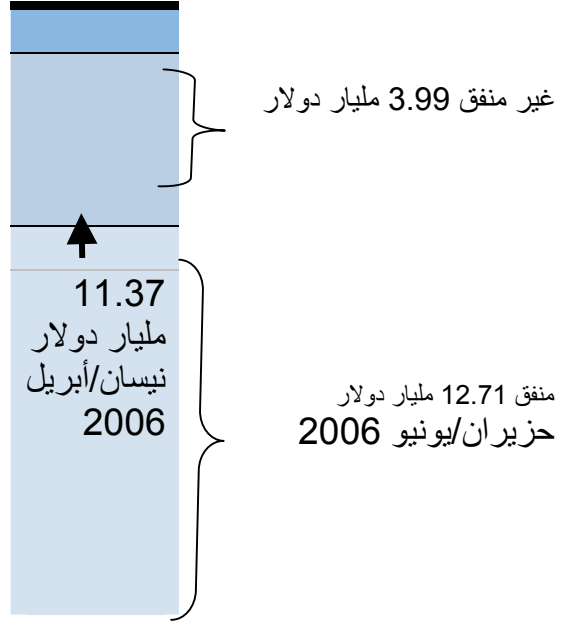 غير منفق 3.99 مليار دولار
11.37
مليار دولار
نيسان/أبريل
2006
منفق 12.71 مليار دولار
حزيران/يونيو 2006